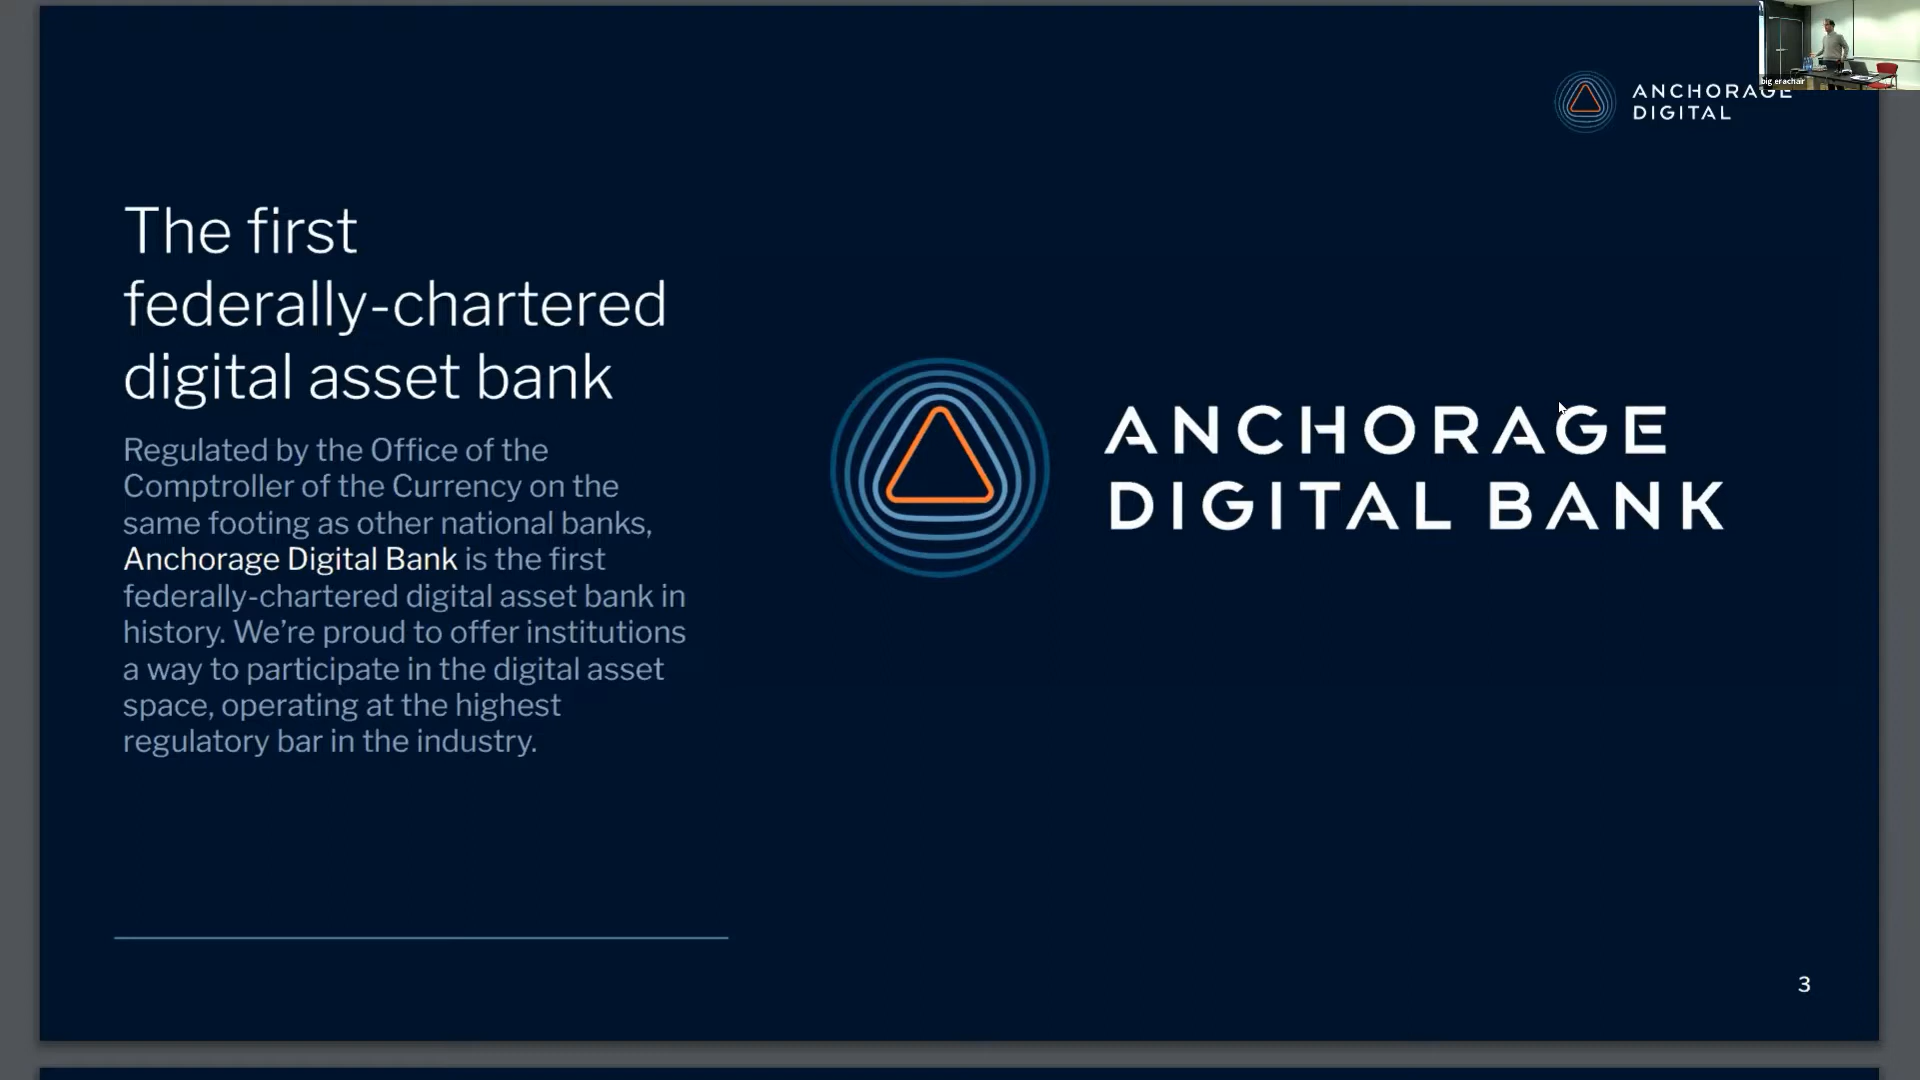 big erachair
ANCHORAGE
DIGITAL
The first
federally-chartered
digital asset bank
Regulated by the Office of the
Comptroller of the Currency on the
same footing as other national banks,
Anchorage Digital Bank is the first
federally-chartered digital asset bank in
history. We're proud to offer institutions
a way to participate in the digital asset
space, operating at the highest
regulatory bar in the industry.
ANCHORAGE
DIGITAL BANK
3